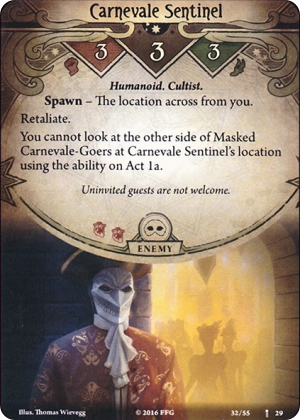 Carnevale Sentinel
3 3 3
Humanoid. Cultist.
Spawn – The location across from you.
Retaliate.
You cannot look at the other side of Masked
Carnevale-Goers at Carnevale Sentinel's location
using the ability on Act 1a.
Uninvited guests are not welcome.
ENEMY
Illus. Thomas Wievegg
© 2016 FFG
32/55
29